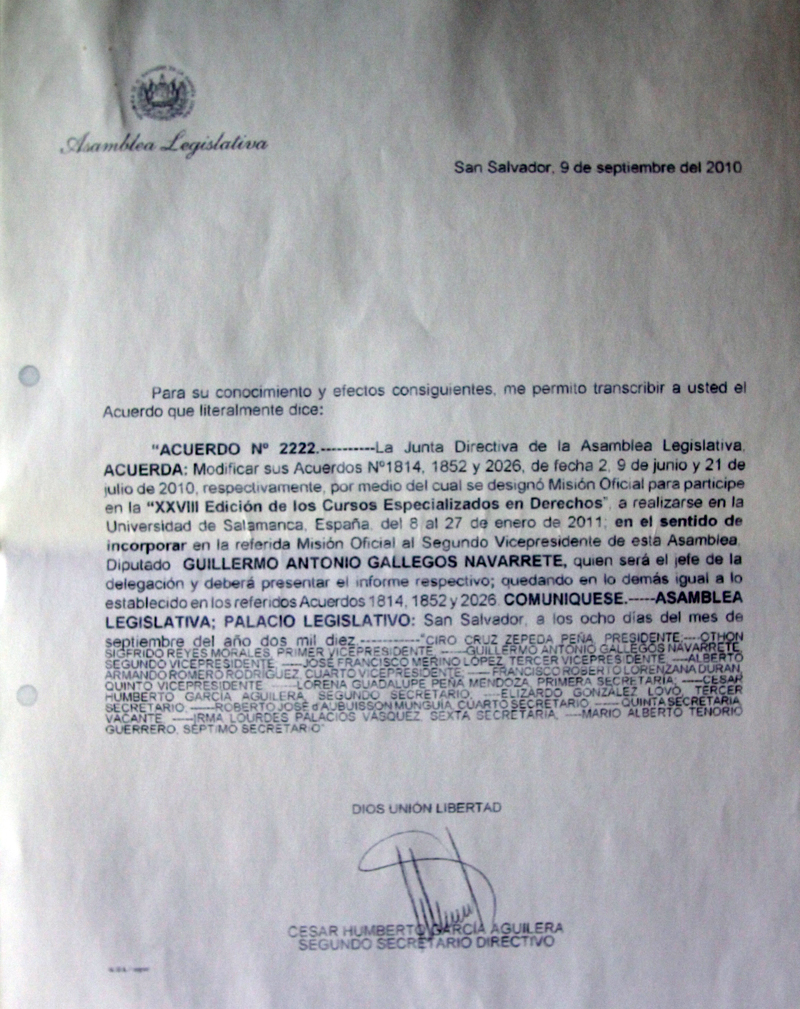 Asamblea Legislativa
San Salvador, 9 de septiembre del 2010
Para su conocimiento y efectos consiguientes, me permito transcribir a usted el
Acuerdo que literalmente dice:
"ACUERDO Nº 2222.----------La Junta Directiva de la Asamblea Legislativa,
ACUERDA: Modificar sus Acuerdos Nº1814, 1852 y 2026, de fecha 2, 9 de junio y 21 de
julio de 2010, respectivamente, por medio del cual se designó Misión Oficial para participe
en la "XXVIII Edición de los Cursos Especializados en Derechos", a realizarse en la
Universidad de Salamanca, España, del 8 al 27 de enero de 2011; en el sentido de
incorporar en la referida Misión Oficial al Segundo Vicepresidente de esta Asamblea,
Diputado GUILLERMO ANTONIO GALLEGOS NAVARRETE, quien será el jefe de la
delegación y deberá presentar el informe respectivo; quedando en lo demás igual a lo
establecido en los referidos Acuerdos 1814, 1852 y 2026. COMUNIQUESE.-----ASAMBLEA
LEGISLATIVA; PALACIO LEGISLATIVO: San Salvador, a los ocho días del mes de
septiembre del año dos mil diez.----------"CIRO CRUZ ZEPEDA PEÑA, PRESIDENTE.----OTHON
SIGFRIDO REYES MORALES PRIMER VICEPRESIDENTE.-----GUILLERMO ANTONIO GALLEGOS NAVARRETE,
SEGUNDO VICEPRESIDENTE.-----JOSÉ FRANCISCO MERINO LÓPEZ, TERCER VICEPRESIDENTE.-----ALBERTO
ARMANDO ROMERO RODRÍGUEZ CUARTO VICEPRESIDENTE.-----FRANCISCO ROBERTO LORENZANA DURAN,
QUINTO VICEPRESIDENTE.-----LORENA GUADALUPE PEÑA MENDOZA, PRIMERA SECRETARIA;----CESAR
HUMBERTO GARCÍA AGUILERA, SEGUNDO SECRETARIO.----ELIZARDO GONZÁLEZ LOVO, TERCER
SECRETARIO.-----ROBERTO JOSÉ d'AUBUISSON MUNGUÍA, CUARTO SECRETARIO.-----QUINTA SECRETARIA,
VACANTE.----IRMA LOURDES PALACIOS VÁSQUEZ, SEXTA SECRETARIA.----MARIO ALBERTO TENORIO
GUERRERO, SÉPTIMO SECRETARIO"
DIOS UNIÓN LIBERTAD
CESAR HUMBERTO GARCIA AGUILERA
SEGUNDO SECRETARIO DIRECTIVO